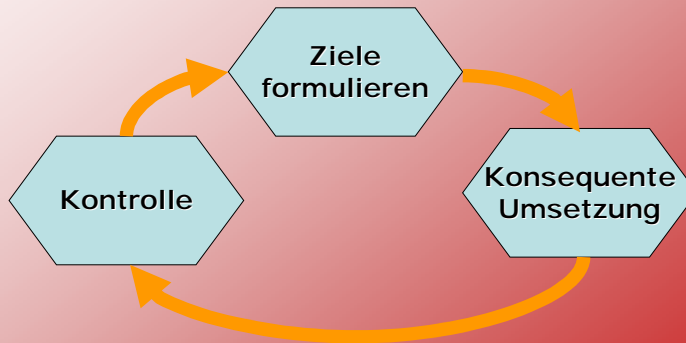 Ziele
formulieren
Konsequente
Umsetzung
Kontrolle